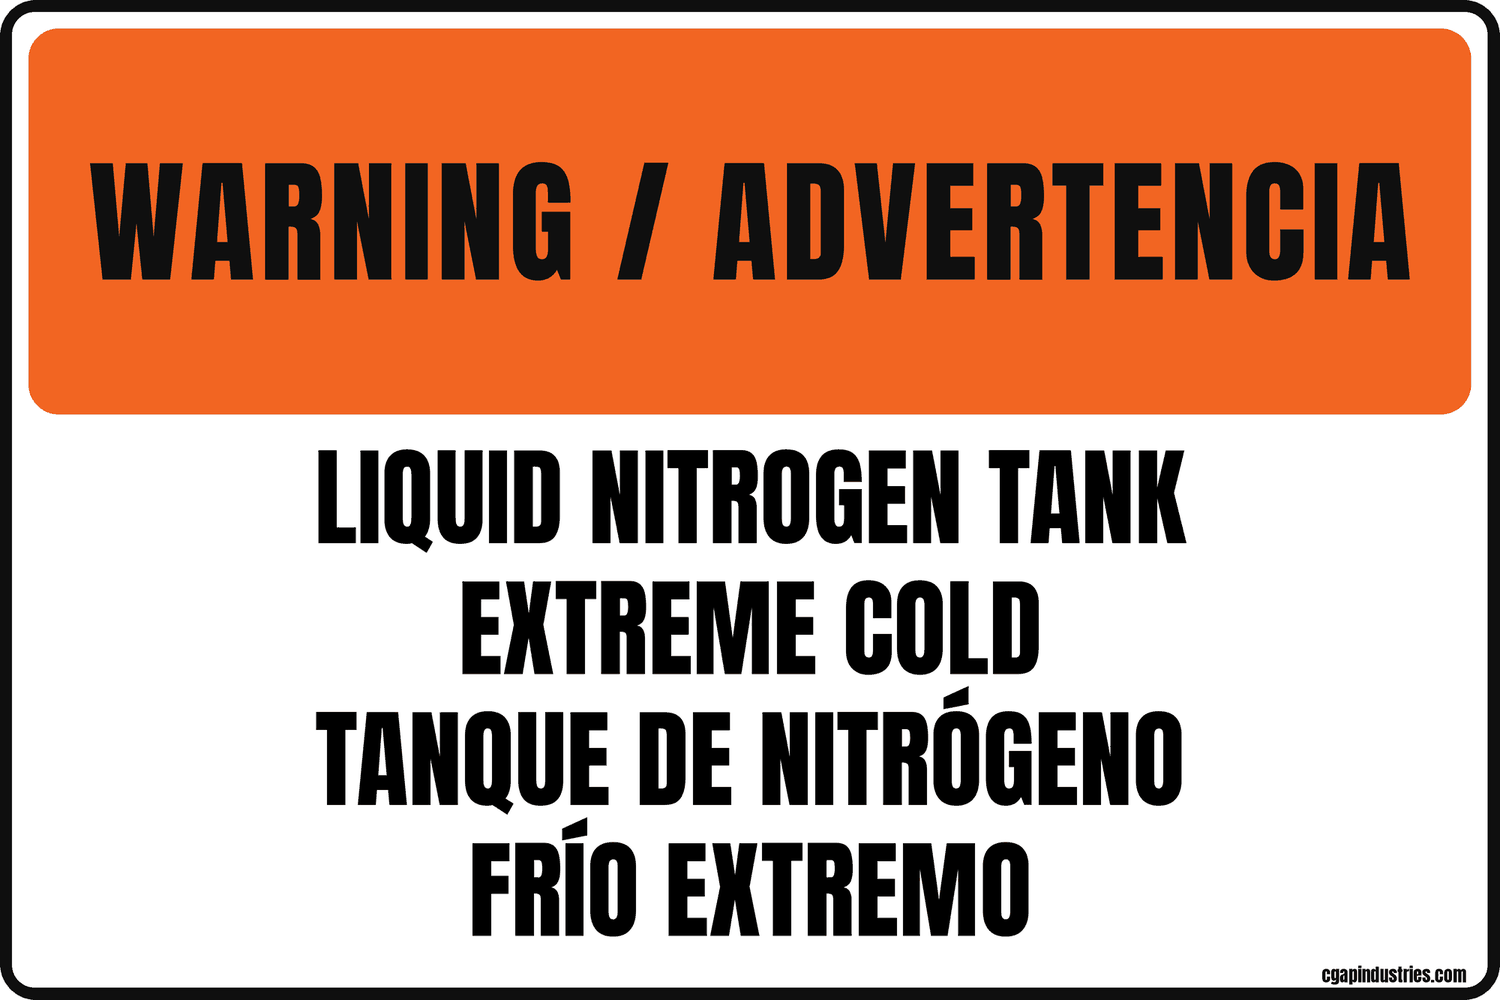 WARNING / ADVERTENCIA
LIQUID NITROGEN TANK
EXTREME COLD
TANQUE DE NITRÓGENO
FRÍO EXTREMO
cgapindustries.com